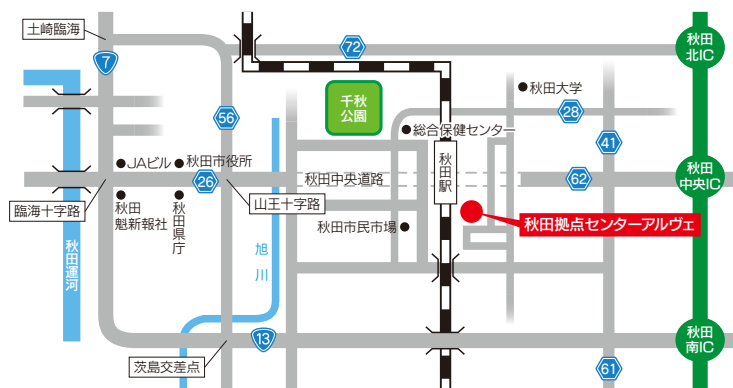 土崎臨海
7
72
秋田
北IC
千秋
公園
秋田大学
28
56
総合保健センター
41
JAビル
秋田市役所
26
秋田中央道路
秋田駅
62
秋田
中央IC
臨海十字路
秋田
魁新報社
秋田県庁
山王十字路
秋田市民市場
秋田拠点センターアルヴェ
秋田運河
旭川
13
秋田
南IC
茨島交差点
61